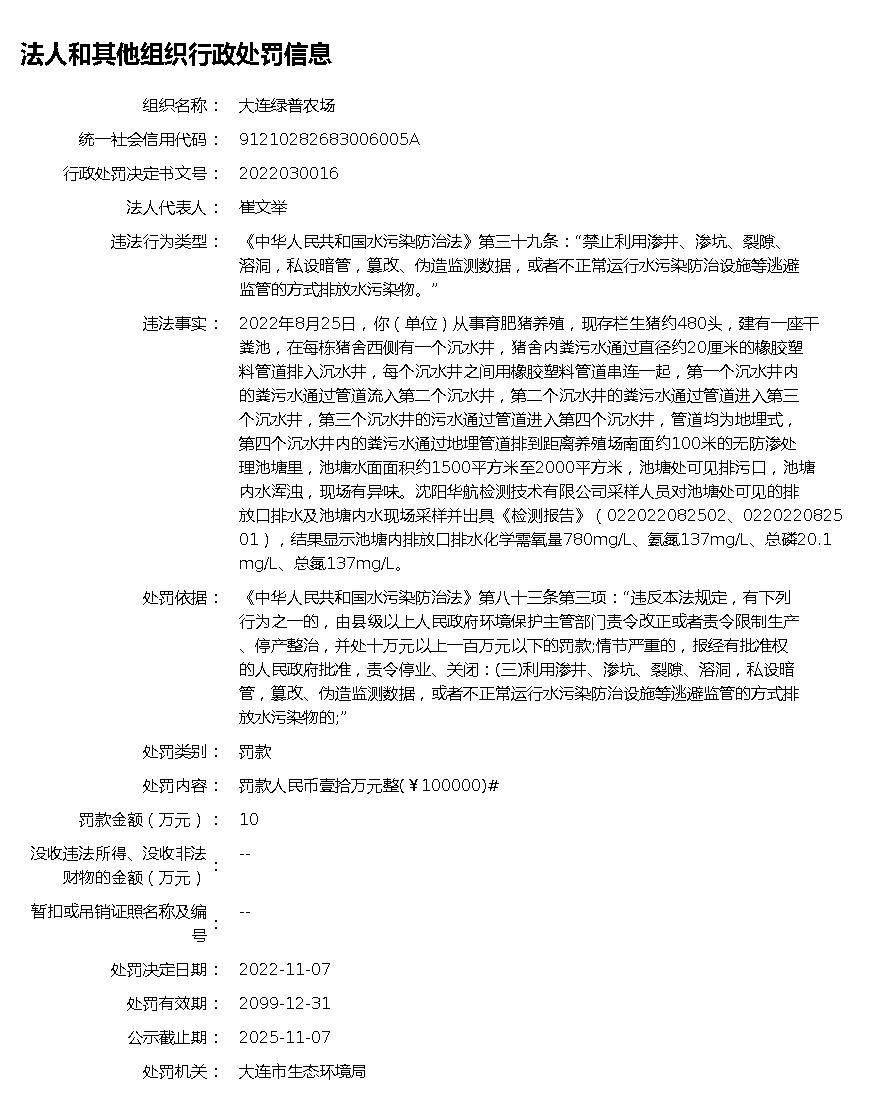 法人和其他组织行政处罚信息
组织名称： 大连绿普农场
统一社会信用代码： 91210282683006005A
行政处罚决定书文号： 2022030016
法人代表人： 崔文举
违法行为类型： 《中华人民共和国水污染防治法》第三十九条：“禁止利用渗井、渗坑、裂隙、
溶洞，私设暗管，篡改、伪造监测数据，或者不正常运行水污染防治设施等逃避
监管的方式排放水污染物。”
违法事实： 2022年8月25日，你（单位）从事育肥猪养殖，现存栏生猪约480头，建有一座干
粪池，在每栋猪舍西侧有一个沉水井，猪舍内粪污水通过直径约20厘米的橡胶塑
料管道排入沉水井，每个沉水井之间用橡胶塑料管道串连一起，第一个沉水井内
的粪污水通过管道流入第二个沉水井，第二个沉水井的粪污水通过管道进入第三
个沉水井，第三个沉水井的污水通过管道进入第四个沉水井，管道均为地埋式，
第四个沉水井内的粪污水通过地埋管道排到距离养殖场南面约100米的无防渗处
理池塘里，池塘水面面积约1500平方米至2000平方米，池塘处可见排污口，池塘
内水浑浊，现场有异味。沈阳华航检测技术有限公司采样人员对池塘处可见的排
放口排水及池塘内水现场采样并出具《检测报告》（022022082502、0220220825
01），结果显示池塘内排放口排水化学需氧量780mg/L、氨氮137mg/L、总磷20.1
mg/L、总氮137mg/L。
处罚依据： 《中华人民共和国水污染防治法》第八十三条第三项：“违反本法规定，有下列
行为之一的，由县级以上人民政府环境保护主管部门责令改正或者责令限制生产
、停产整治，并处十万元以上一百万元以下的罚款;情节严重的，报经有批准权
的人民政府批准，责令停业、关闭：(三)利用渗井、渗坑、裂隙、溶洞，私设暗
管，篡改、伪造监测数据，或者不正常运行水污染防治设施等逃避监管的方式排
放水污染物的;”
处罚类别： 罚款
处罚内容： 罚款人民币壹拾万元整(￥100000)#
罚款金额（万元）： 10
没收违法所得、没收非法
财物的金额（万元）： --
暂扣或吊销证照名称及编
号： --
处罚决定日期： 2022-11-07
处罚有效期： 2099-12-31
公示截止期： 2025-11-07
处罚机关： 大连市生态环境局